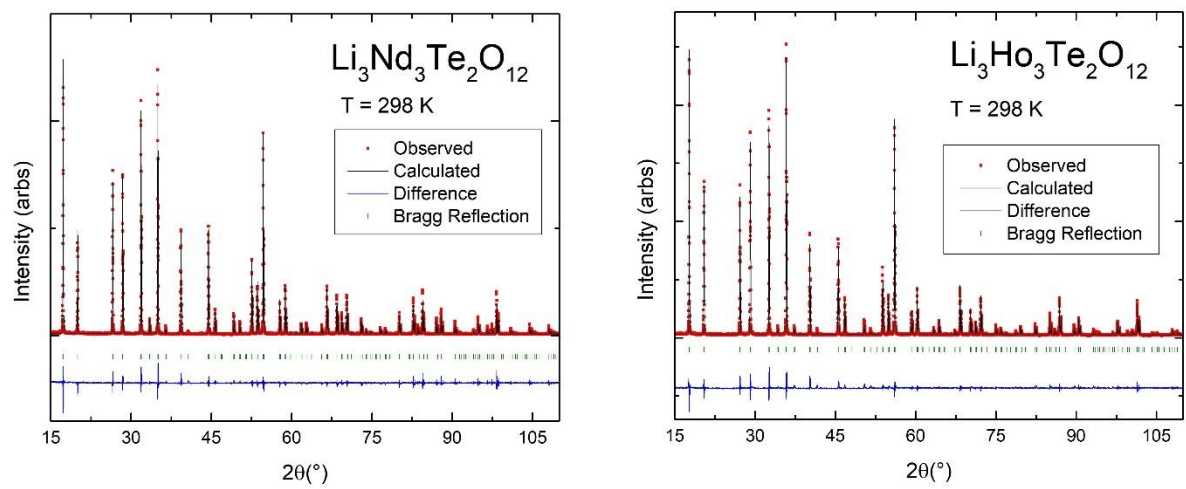 Li₃Nd₃Te₂O₁₂
T = 298 K
Observed
Calculated
Difference
Bragg Reflection
Intensity (arbs)
15 30 45 60 75 90 105
2θ(°)
Li₃Ho₃Te₂O₁₂
T = 298 K
Observed
Calculated
Difference
Bragg Reflection
Intensity (arbs)
15 30 45 60 75 90 105
2θ(°)